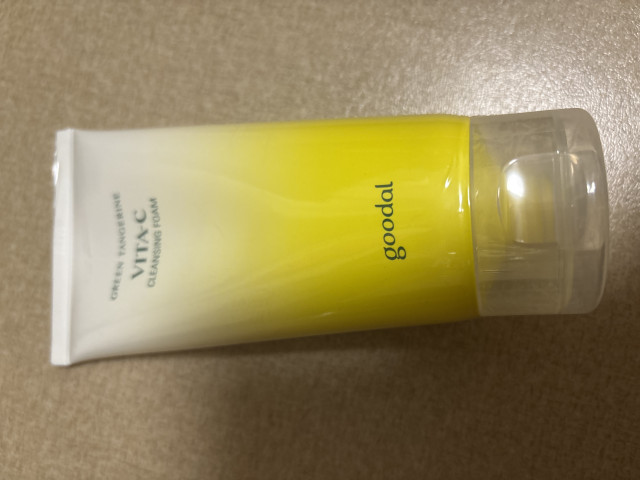 GREEN TANGERINE
VITA-C
CLEANSING FOAM
goodal